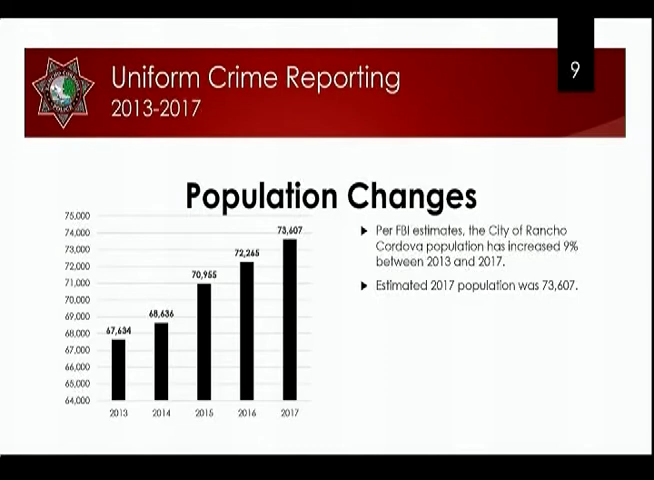 9
Uniform Crime Reporting
2013-2017
Population Changes
75,000
74,000
73,000
72,000
71,000
70,000
69,000
68,000
67,000
66,000
65,000
64,000
67,634
68,636
70,955
72,265
73,607
2013 2014 2015 2016 2017
Per FBI estimates, the City of Rancho
Cordova population has increased 9%
between 2013 and 2017.
Estimated 2017 population was 73,607.